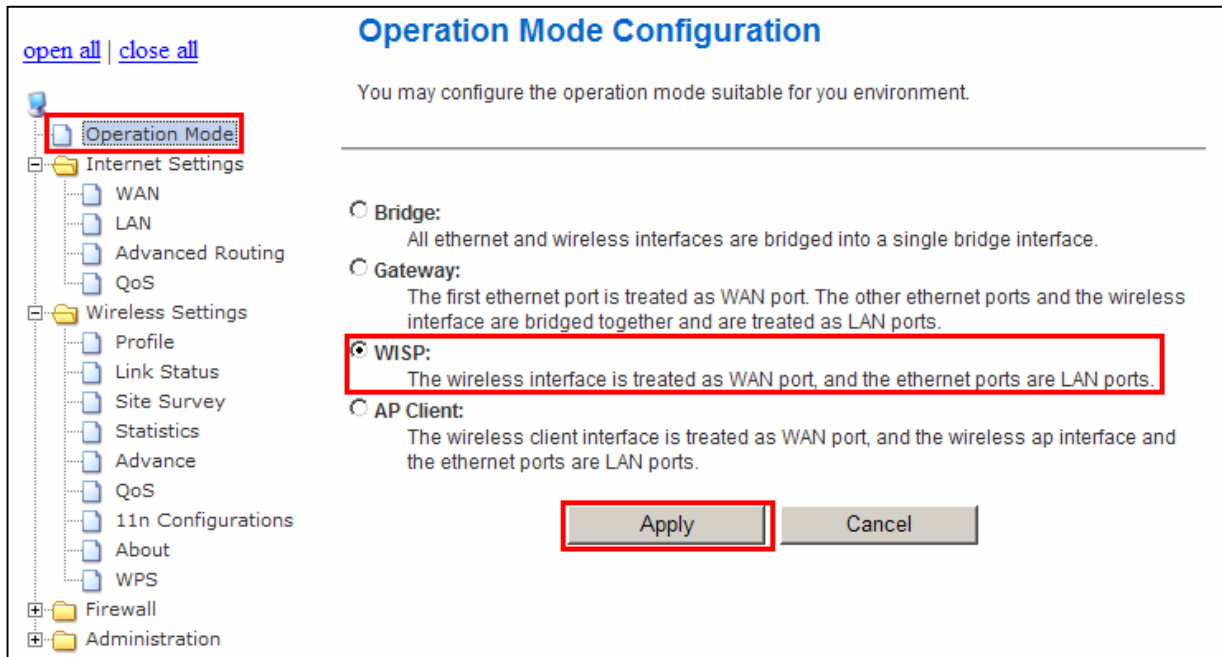 open all | close all
Operation Mode
Internet Settings
WAN
LAN
Advanced Routing
QoS
Wireless Settings
Profile
Link Status
Site Survey
Statistics
Advance
QoS
11n Configurations
About
WPS
Firewall
Administration
Operation Mode Configuration
You may configure the operation mode suitable for you environment.
Bridge:
All ethernet and wireless interfaces are bridged into a single bridge interface.
Gateway:
The first ethernet port is treated as WAN port. The other ethernet ports and the wireless
interface are bridged together and are treated as LAN ports.
WISP:
The wireless interface is treated as WAN port, and the ethernet ports are LAN ports.
AP Client:
The wireless client interface is treated as WAN port, and the wireless ap interface and
the ethernet ports are LAN ports.
Apply Cancel